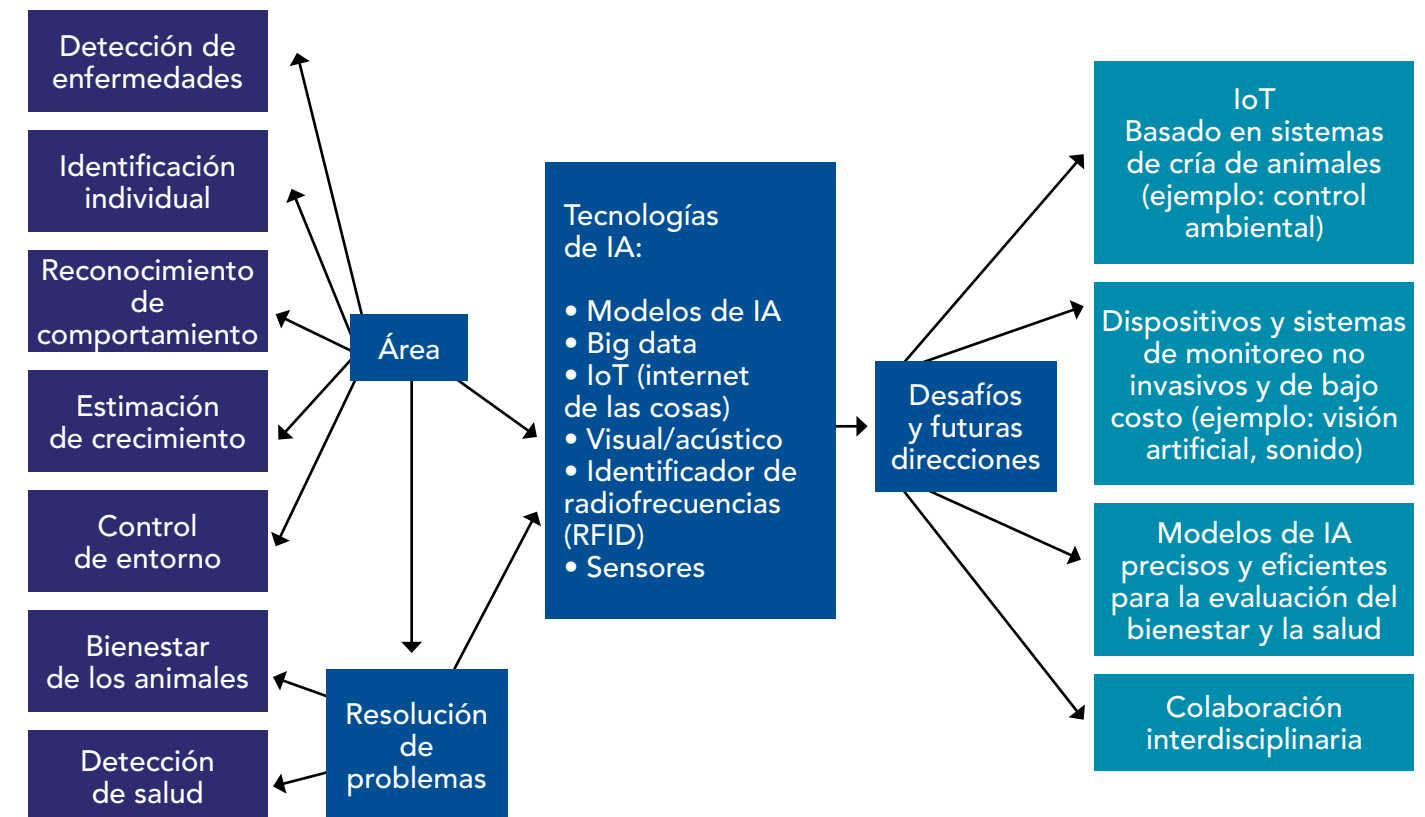 Detección de
enfermedades
Identificación
individual
Reconocimiento
de
comportamiento
Estimación
de crecimiento
Control
de entorno
Bienestar
de los animales
Detección
de salud
Área
Resolución
de
problemas
Tecnologías
de IA:
• Modelos de IA
• Big data
• IoT (internet
de las cosas)
• Visual/acústico
• Identificador de
radiofrecuencias
(RFID)
• Sensores
Desafíos
y futuras
direcciones
IoT
Basado en sistemas
de cría de animales
(ejemplo: control
ambiental)
Dispositivos y sistemas
de monitoreo no
invasivos y de bajo
costo (ejemplo: visión
artificial, sonido)
Modelos de IA
precisos y eficientes
para la evaluación del
bienestar y la salud
Colaboración
interdisciplinaria